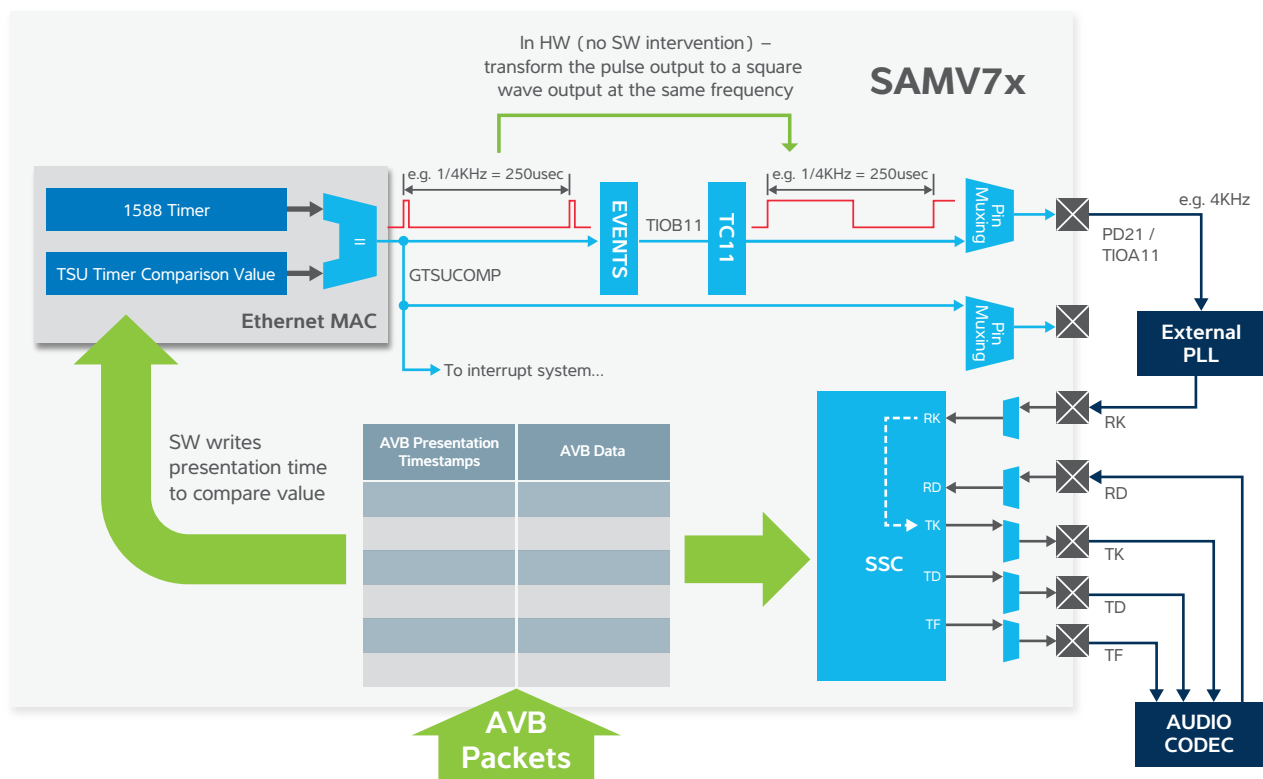 In HW (no SW intervention) –
transform the pulse output to a square
wave output at the same frequency
SAMV7x
e.g. 1/4KHz = 250usec
e.g. 1/4KHz = 250usec
1588 Timer
TSU Timer Comparison Value
=
Ethernet MAC
GTSUCOMP
EVENTS
TIOB11
TC11
Pin
Muxing
e.g. 4KHz
PD21 /
TIOA11
Pin
Muxing
External
PLL
To interrupt system...
SW writes
presentation time
to compare value
AVB Presentation
Timestamps
AVB Data
SSC
RK
RD
TK
TD
TF
RK
RD
TK
TD
TF
AUDIO
CODEC
AVB
Packets